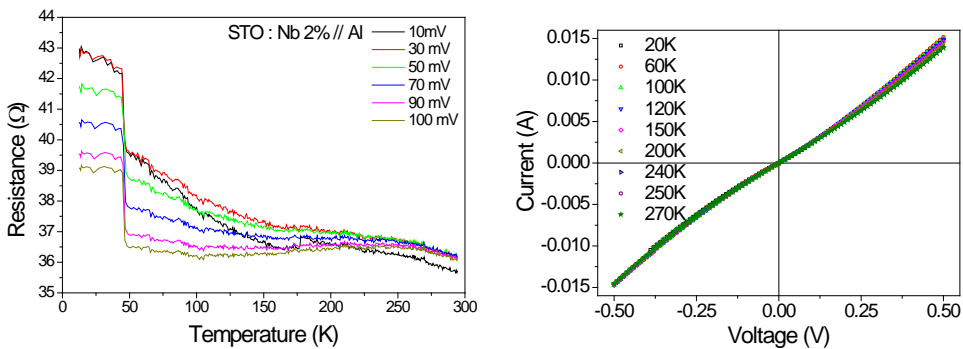 STO : Nb 2% // Al
10mV
30 mV
50 mV
70 mV
90 mV
100 mV
43
42
41
40
39
38
37
36
35
0 50 100 150 200 250 300
Resistance (Ω)
Temperature (K)
20K
60K
100K
120K
150K
200K
240K
250K
270K
0.015
0.010
0.005
0.000
-0.005
-0.010
-0.015
-0.50 -0.25 0.00 0.25 0.50
Current (A)
Voltage (V)